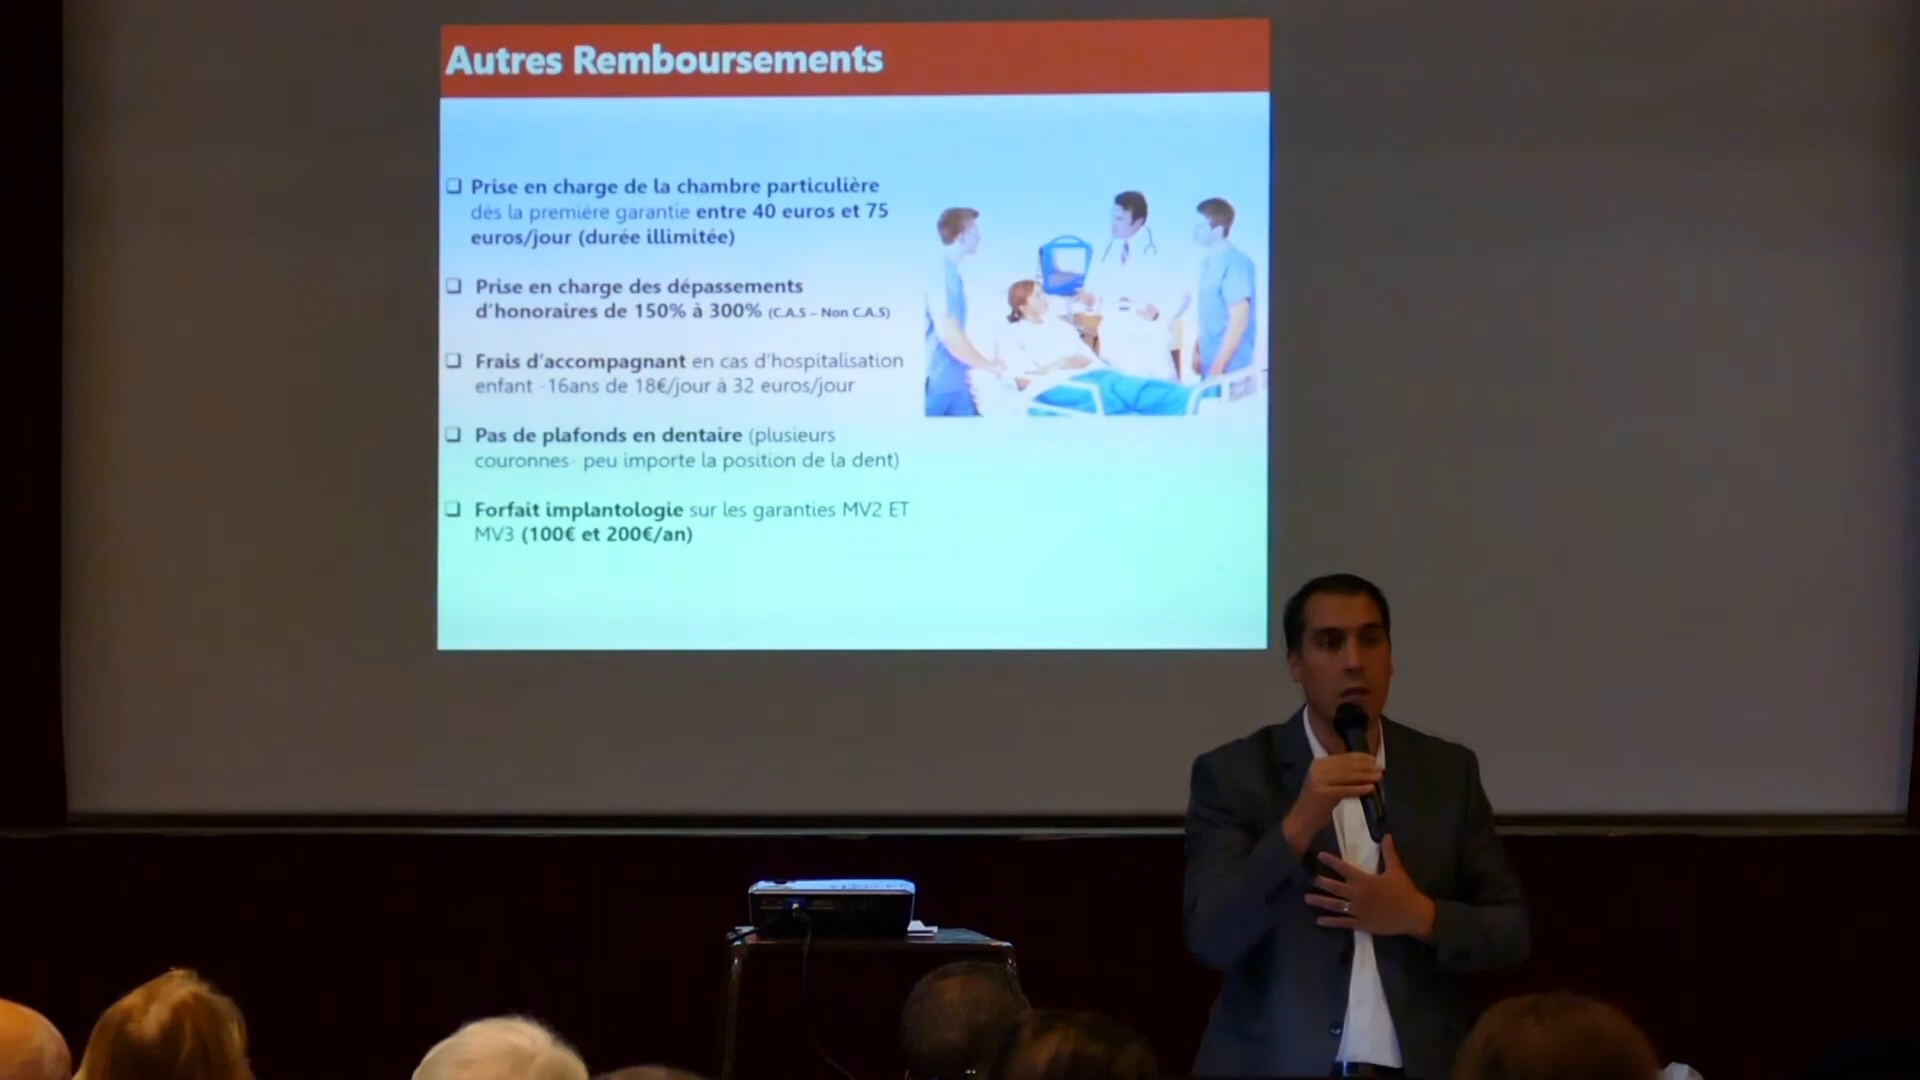 Autres Remboursements
❑ Prise en charge de la chambre particulière
dès la première garantie entre 40 euros et 75
euros/jour (durée illimitée)
❑ Prise en charge des dépassements
d'honoraires de 150% à 300% (C.A.S – Non C.A.S)
❑ Frais d'accompagnant en cas d'hospitalisation
enfant -16ans de 18€/jour à 32 euros/jour
❑ Pas de plafonds en dentaire (plusieurs
couronnes- peu importe la position de la dent)
❑ Forfait implantologie sur les garanties MV2 ET
MV3 (100€ et 200€/an)